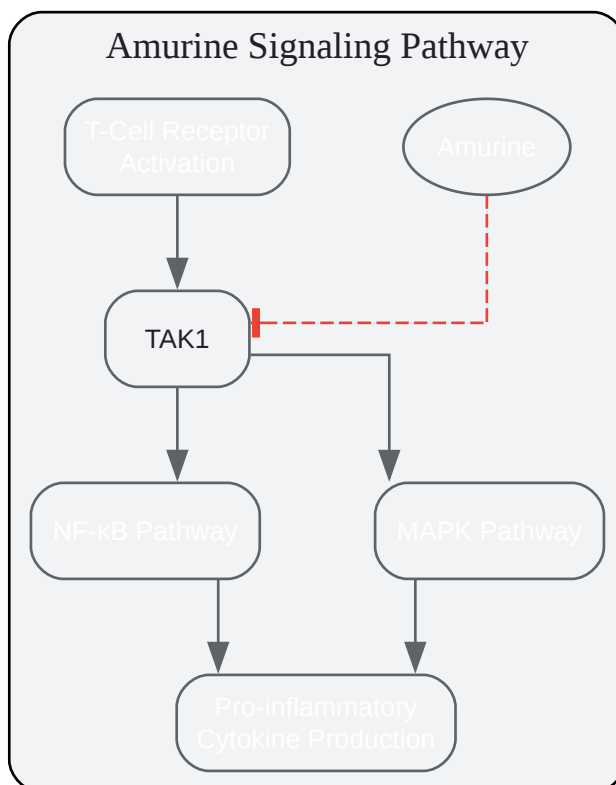 Amurine Signaling Pathway
T-Cell Receptor
Activation
Amurine
TAK1
NF-κB Pathway
MAPK Pathway
Pro-inflammatory
Cytokine Production